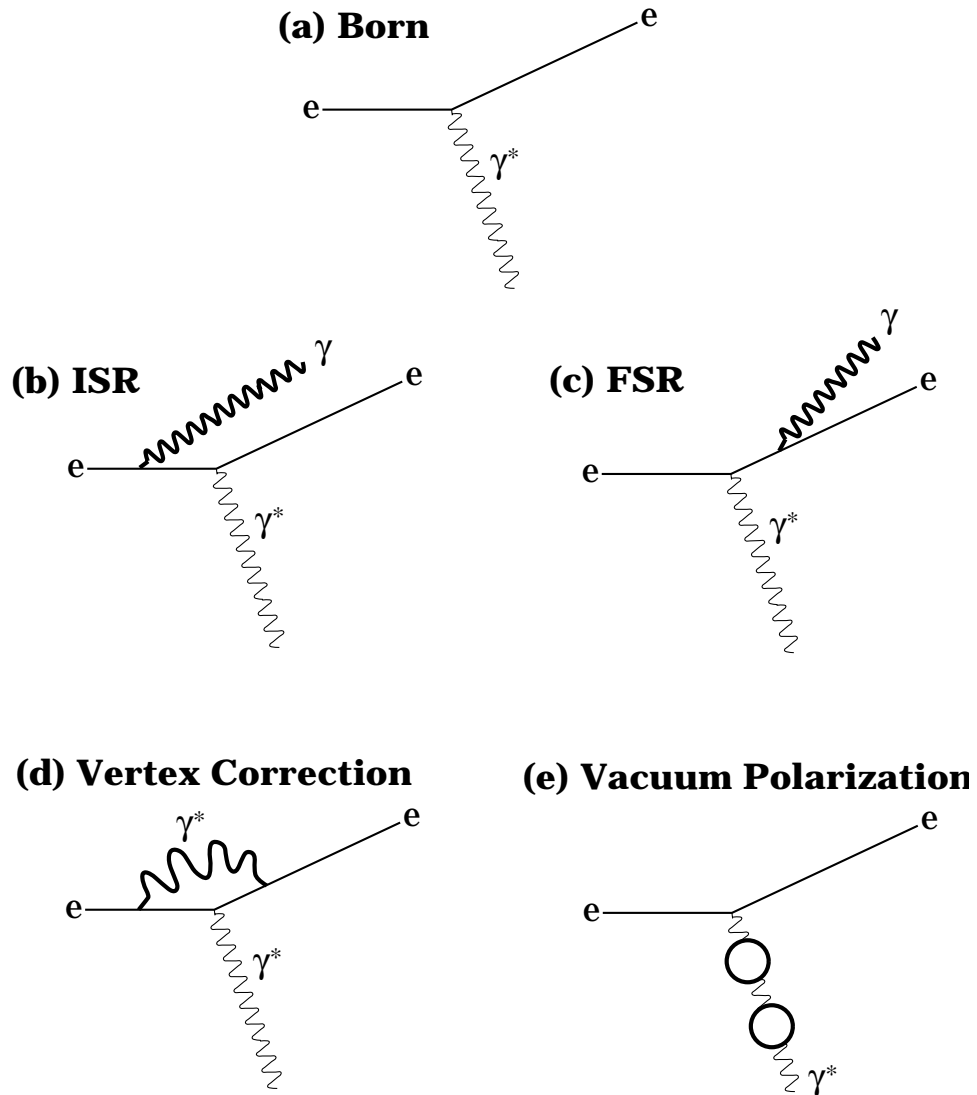 (a) Born
e
e
γ*
(b) ISR
γ
e
e
γ*
(c) FSR
γ
e
e
γ*
(d) Vertex Correction
γ*
e
e
γ*
(e) Vacuum Polarization
e
e
γ*